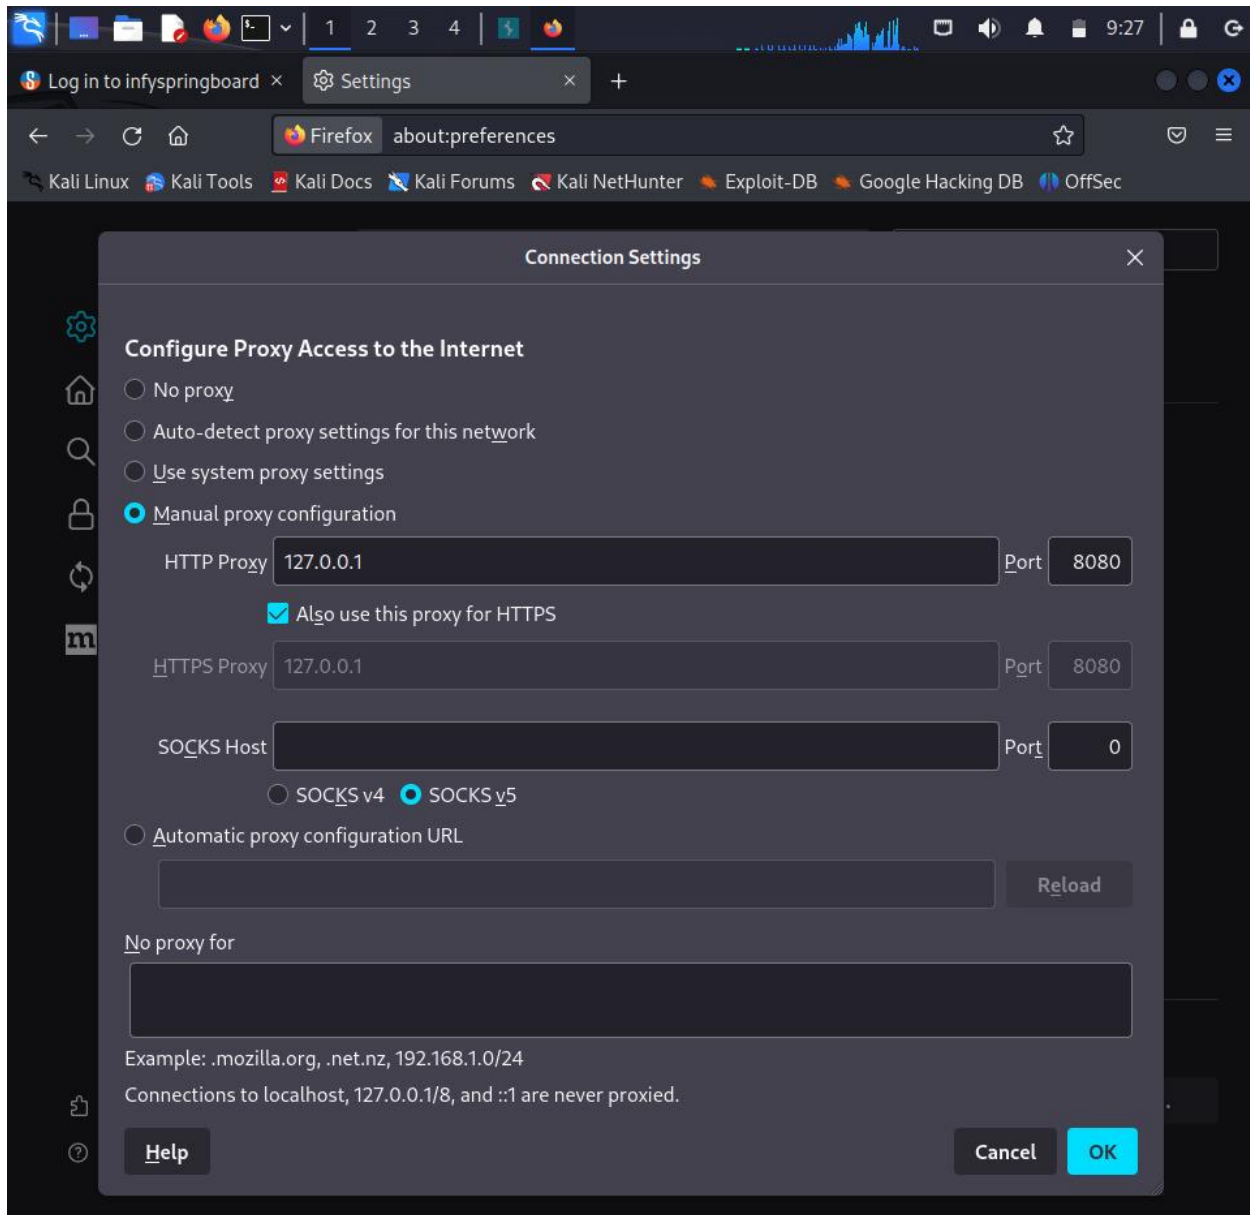 1 2 3 4 9:27
Log in to infyspringboard Settings
Firefox about:preferences
Kali Linux Kali Tools Kali Docs Kali Forums Kali NetHunter Exploit-DB Google Hacking DB OffSec
Connection Settings
Configure Proxy Access to the Internet
No proxy
Auto-detect proxy settings for this network
Use system proxy settings
Manual proxy configuration
HTTP Proxy 127.0.0.1 Port 8080
Also use this proxy for HTTPS
m
HTTPS Proxy 127.0.0.1 Port 8080
SOCKS Host Port 0
SOCKS v4 SOCKS v5
Automatic proxy configuration URL
Reload
No proxy for
Example: .mozilla.org, .net.nz, 192.168.1.0/24
Connections to localhost, 127.0.0.1/8, and ::1 are never proxied.
Help Cancel OK